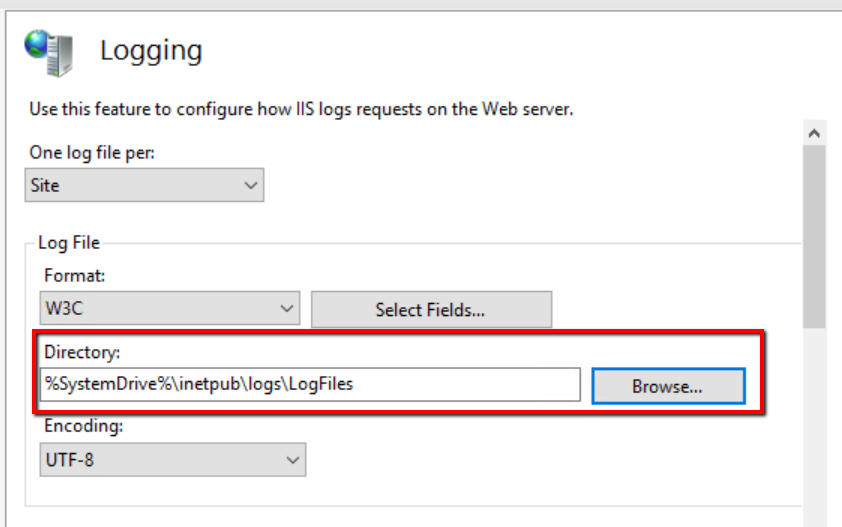 Logging
Use this feature to configure how IIS logs requests on the Web server.
One log file per:
Site
Log File
Format:
W3C
Select Fields...
Directory:
%SystemDrive%\inetpub\logs\LogFiles
Browse...
Encoding:
UTF-8